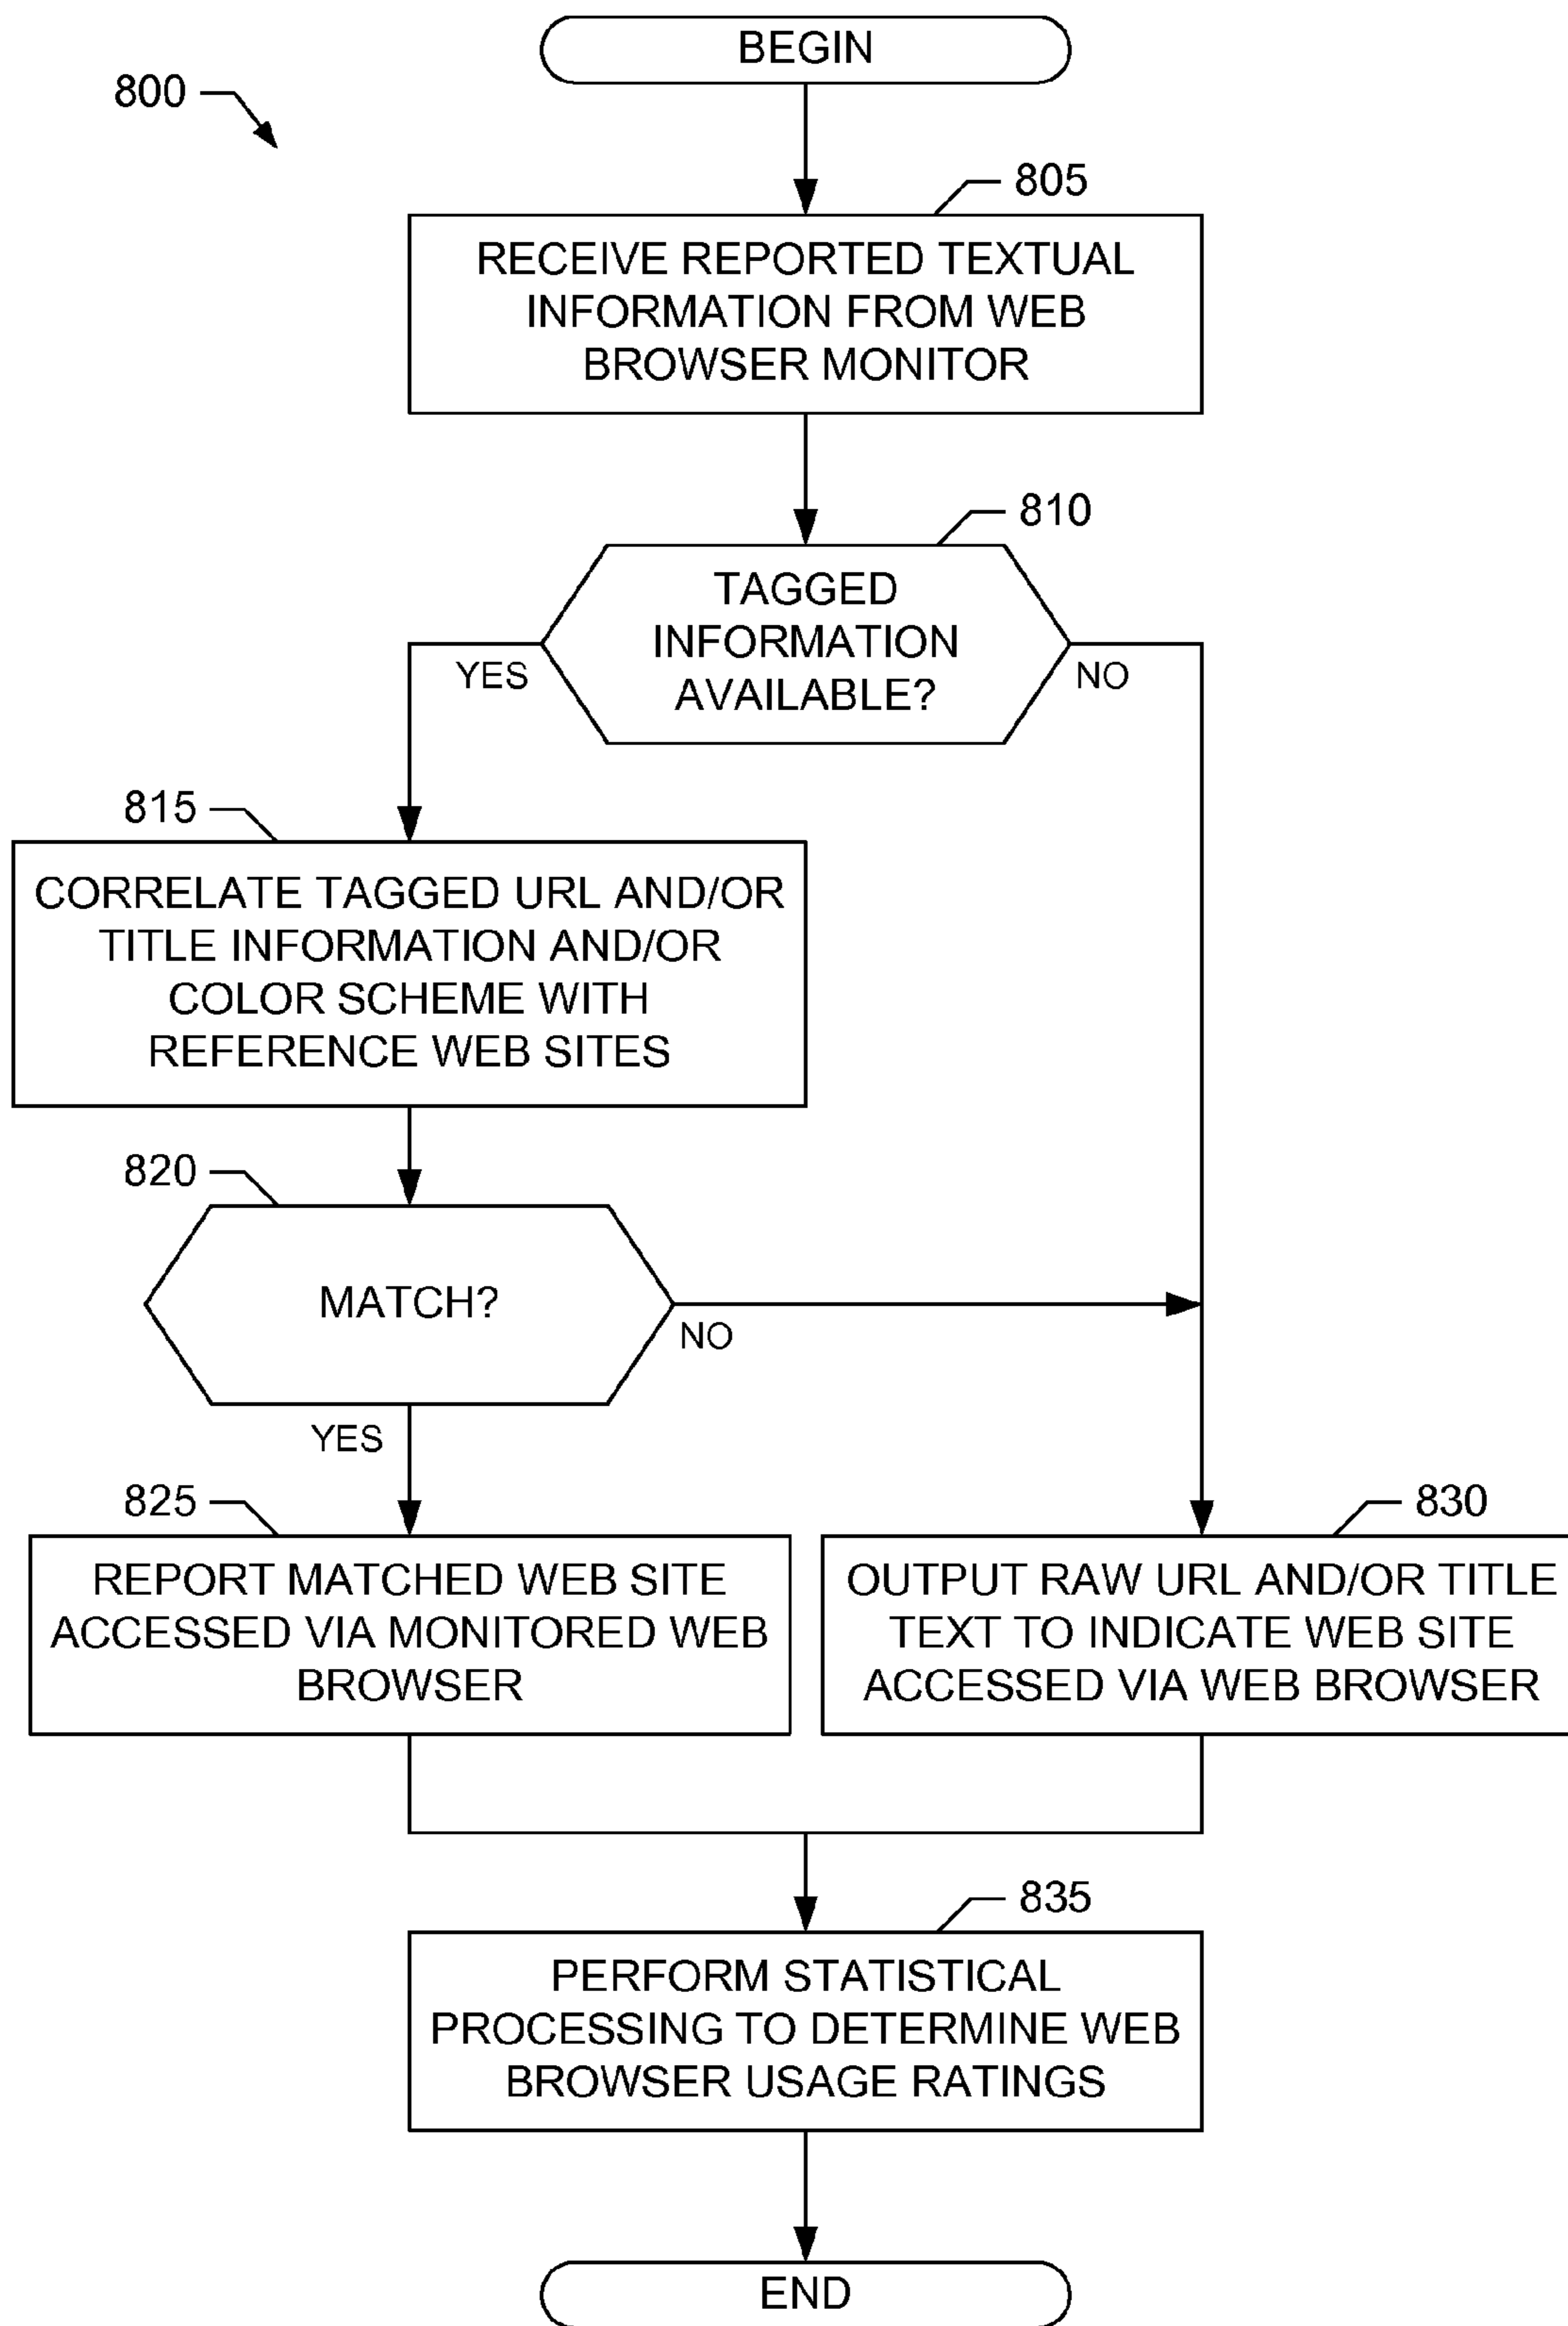 BEGIN
800
805
RECEIVE REPORTED TEXTUAL
INFORMATION FROM WEB
BROWSER MONITOR
810
TAGGED
INFORMATION
AVAILABLE?
YES
NO
815
CORRELATE TAGGED URL AND/OR
TITLE INFORMATION AND/OR
COLOR SCHEME WITH
REFERENCE WEB SITES
820
MATCH?
NO
YES
825
REPORT MATCHED WEB SITE
ACCESSED VIA MONITORED WEB
BROWSER
830
OUTPUT RAW URL AND/OR TITLE
TEXT TO INDICATE WEB SITE
ACCESSED VIA WEB BROWSER
835
PERFORM STATISTICAL
PROCESSING TO DETERMINE WEB
BROWSER USAGE RATINGS
END